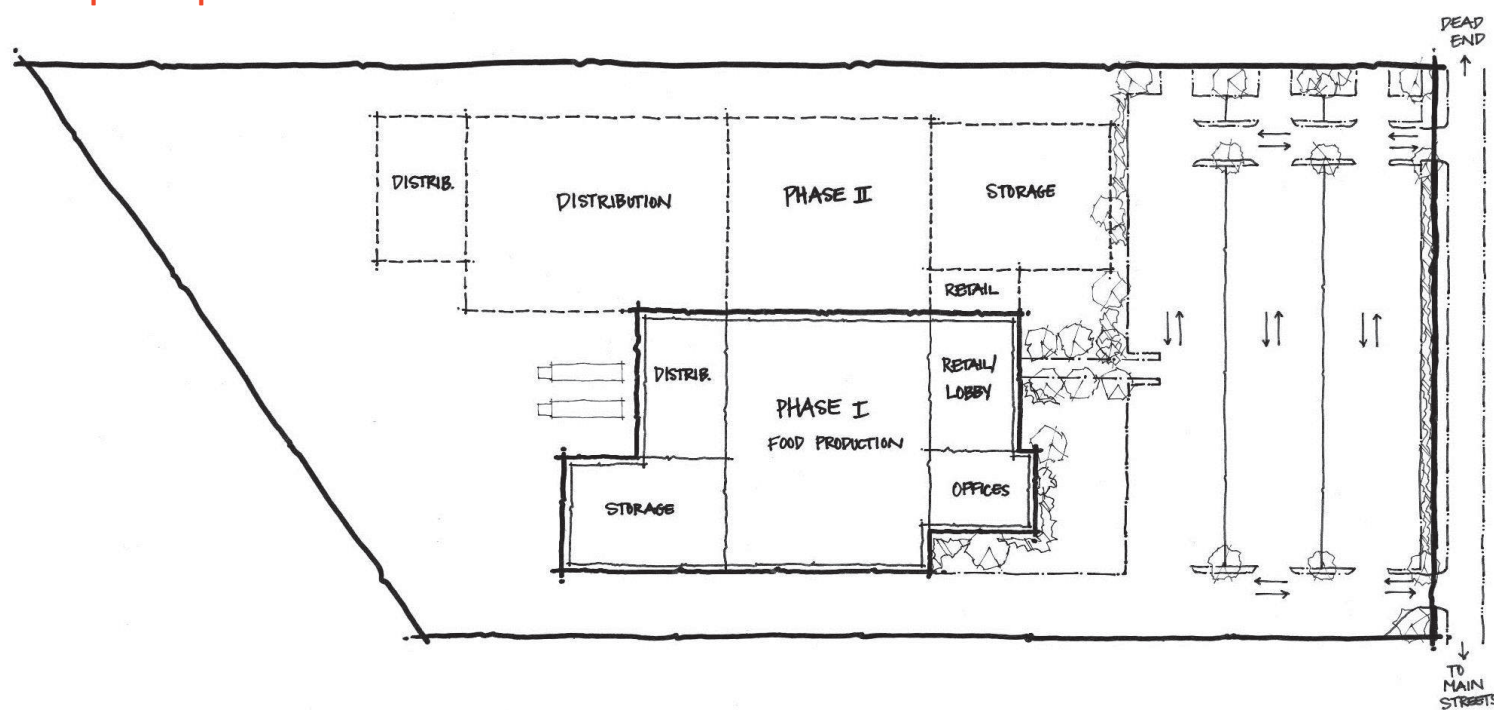 DEAD
END
DISTRIB.
DISTRIBUTION
PHASE II
STORAGE
RETAIL
DISTRIB.
RETAIL/
LOBBY
PHASE I
FOOD PRODUCTION
OFFICES
STORAGE
TO
MAIN
STREETS